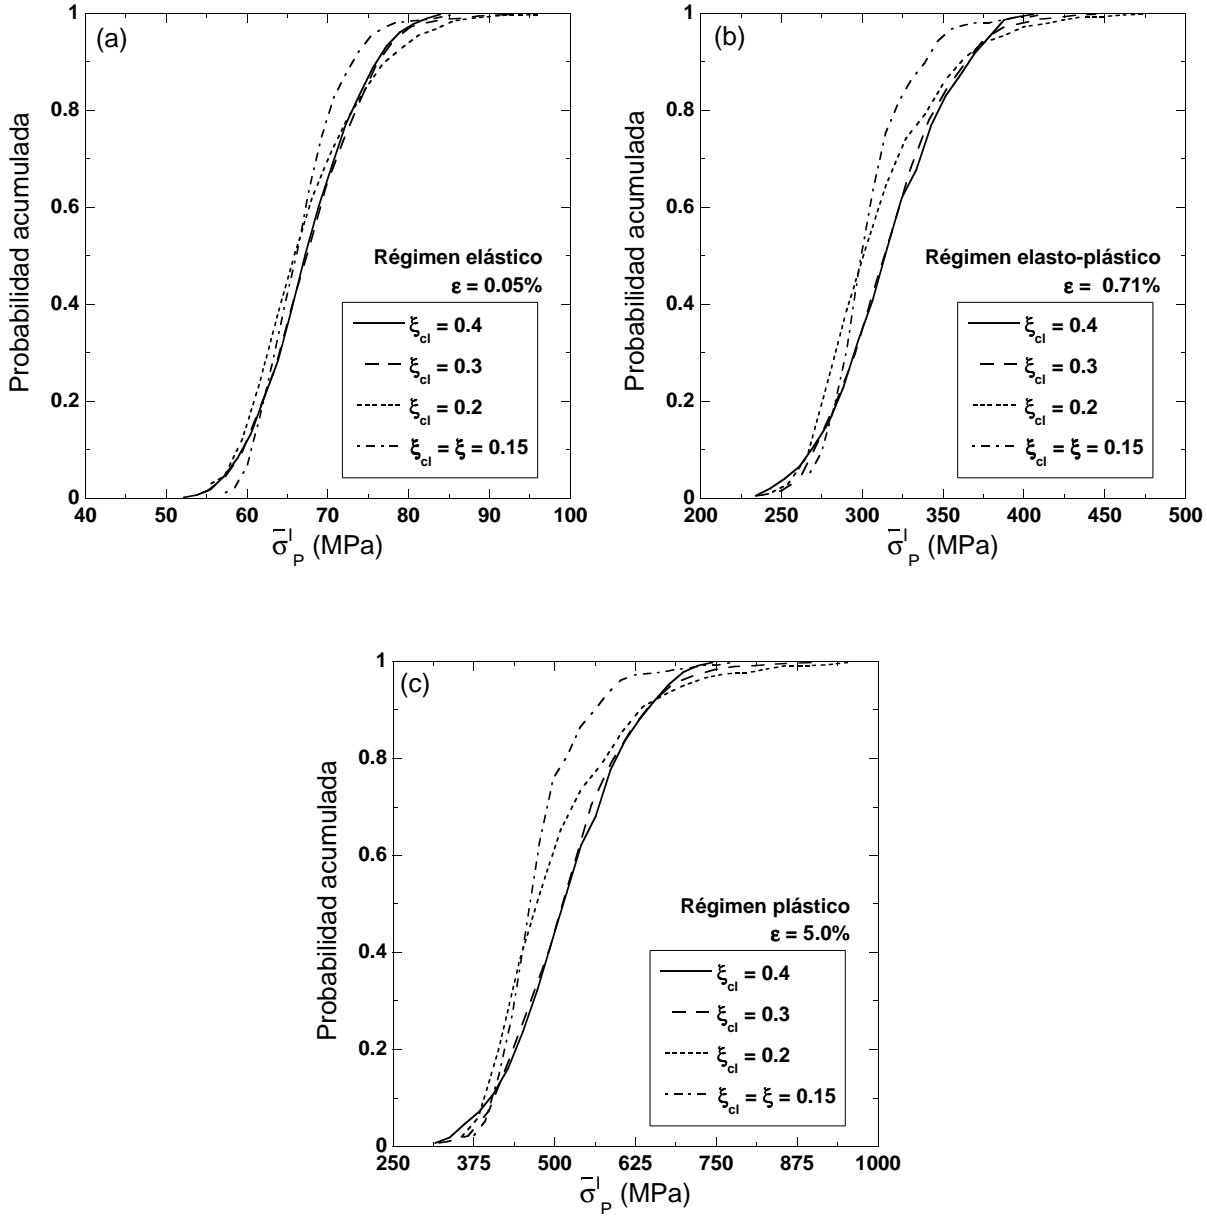 (a)
Probabilidad acumulada
1
0.8
0.6
0.4
0.2
0
Régimen elástico
ε = 0.05%
ξcl = 0.4
ξcl = 0.3
ξcl = 0.2
ξcl = ξ = 0.15
40 50 60 70 80 90 100
σ̄ᴵP (MPa)
(b)
Probabilidad acumulada
1
0.8
0.6
0.4
0.2
0
Régimen elasto-plástico
ε = 0.71%
ξcl = 0.4
ξcl = 0.3
ξcl = 0.2
ξcl = ξ = 0.15
200 250 300 350 400 450 500
σ̄ᴵP (MPa)
(c)
Probabilidad acumulada
1
0.8
0.6
0.4
0.2
0
Régimen plástico
ε = 5.0%
ξcl = 0.4
ξcl = 0.3
ξcl = 0.2
ξcl = ξ = 0.15
250 375 500 625 750 875 1000
σ̄ᴵP (MPa)